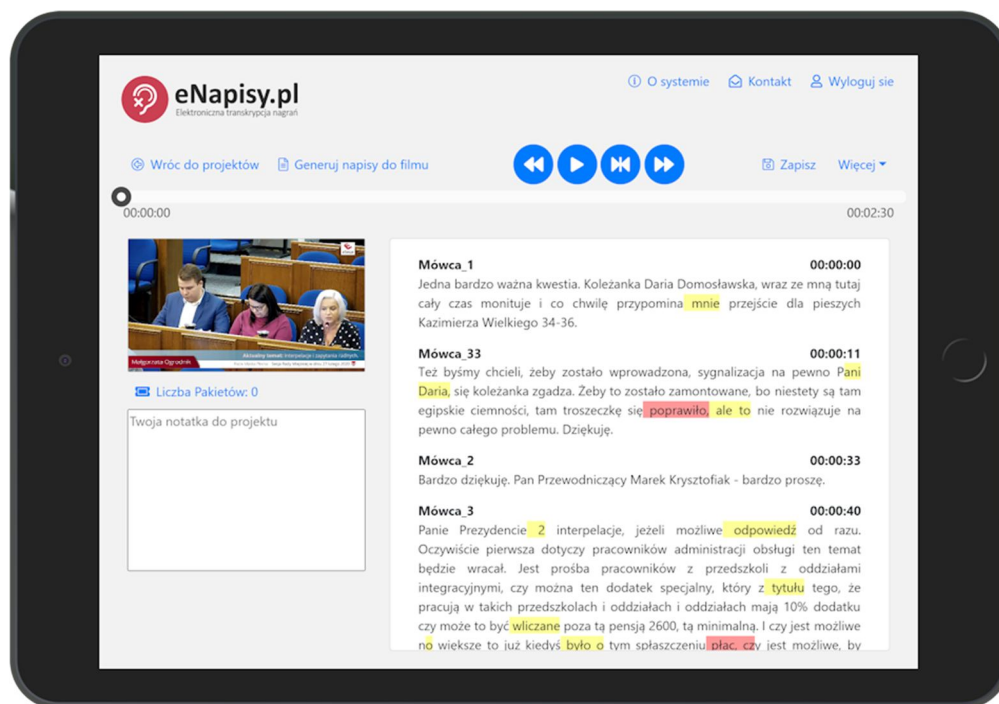 eNapisy.pl
Elektroniczna transkrypcja nagrań
O systemie
Kontakt
Wyloguj sie
Wróc do projektów
Generuj napisy do filmu
Zapisz
Więcej
00:00:00
00:02:30
Małgorzata Ogrodnik
Aktualny temat: Interpelacje i zapytania radnych.
Liczba Pakietów: 0
Twoja notatka do projektu
Mówca_1 00:00:00
Jedna bardzo ważna kwestia. Koleżanka Daria Domosławska, wraz ze mną tutaj
cały czas monituje i co chwilę przypomina mnie przejście dla pieszych
Kazimierza Wielkiego 34-36.
Mówca_33 00:00:11
Też byśmy chcieli, żeby zostało wprowadzona, sygnalizacja na pewno Pani
Daria, się koleżanka zgadza. Żeby to zostało zamontowane, bo niestety są tam
egipskie ciemności, tam troszeczkę się poprawiło, ale to nie rozwiązuje na
pewno całego problemu. Dziękuję.
Mówca_2 00:00:33
Bardzo dziękuję. Pan Przewodniczący Marek Krysztofiak - bardzo proszę.
Mówca_3 00:00:40
Panie Prezydencie 2 interpelacje, jeżeli możliwe odpowiedź od razu.
Oczywiście pierwsza dotyczy pracowników administracji obsługi ten temat
będzie wracał. Jest prośba pracowników z przedszkoli z oddziałami
integracyjnymi, czy można ten dodatek specjalny, który z tytułu tego, że
pracują w takich przedszkolach i oddziałach i oddziałach mają 10% dodatku
czy może to być wliczane poza tą pensją 2600, tą minimalną. I czy jest możliwe
no większe to już kiedyś było o tym spłaszczeniu płac, czy jest możliwe, by